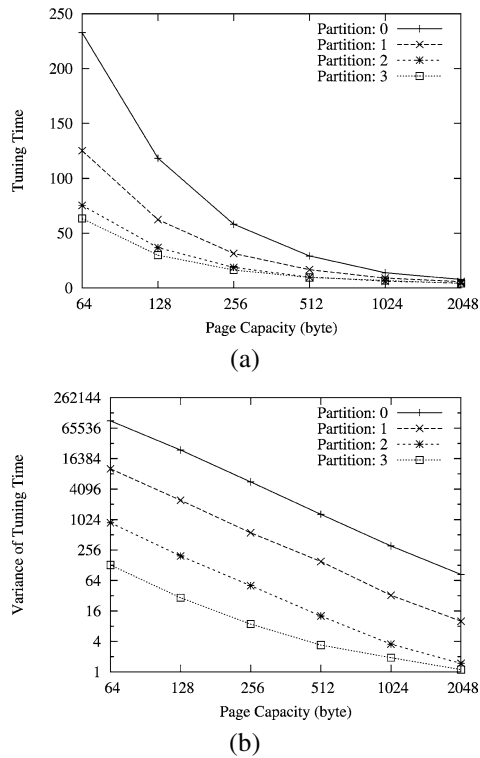 250
200
150
100
50
0
Tuning Time
Partition: 0
Partition: 1
Partition: 2
Partition: 3
64 128 256 512 1024 2048
Page Capacity (byte)
(a)
262144
65536
16384
4096
1024
256
64
16
4
1
Variance of Tuning Time
Partition: 0
Partition: 1
Partition: 2
Partition: 3
64 128 256 512 1024 2048
Page Capacity (byte)
(b)